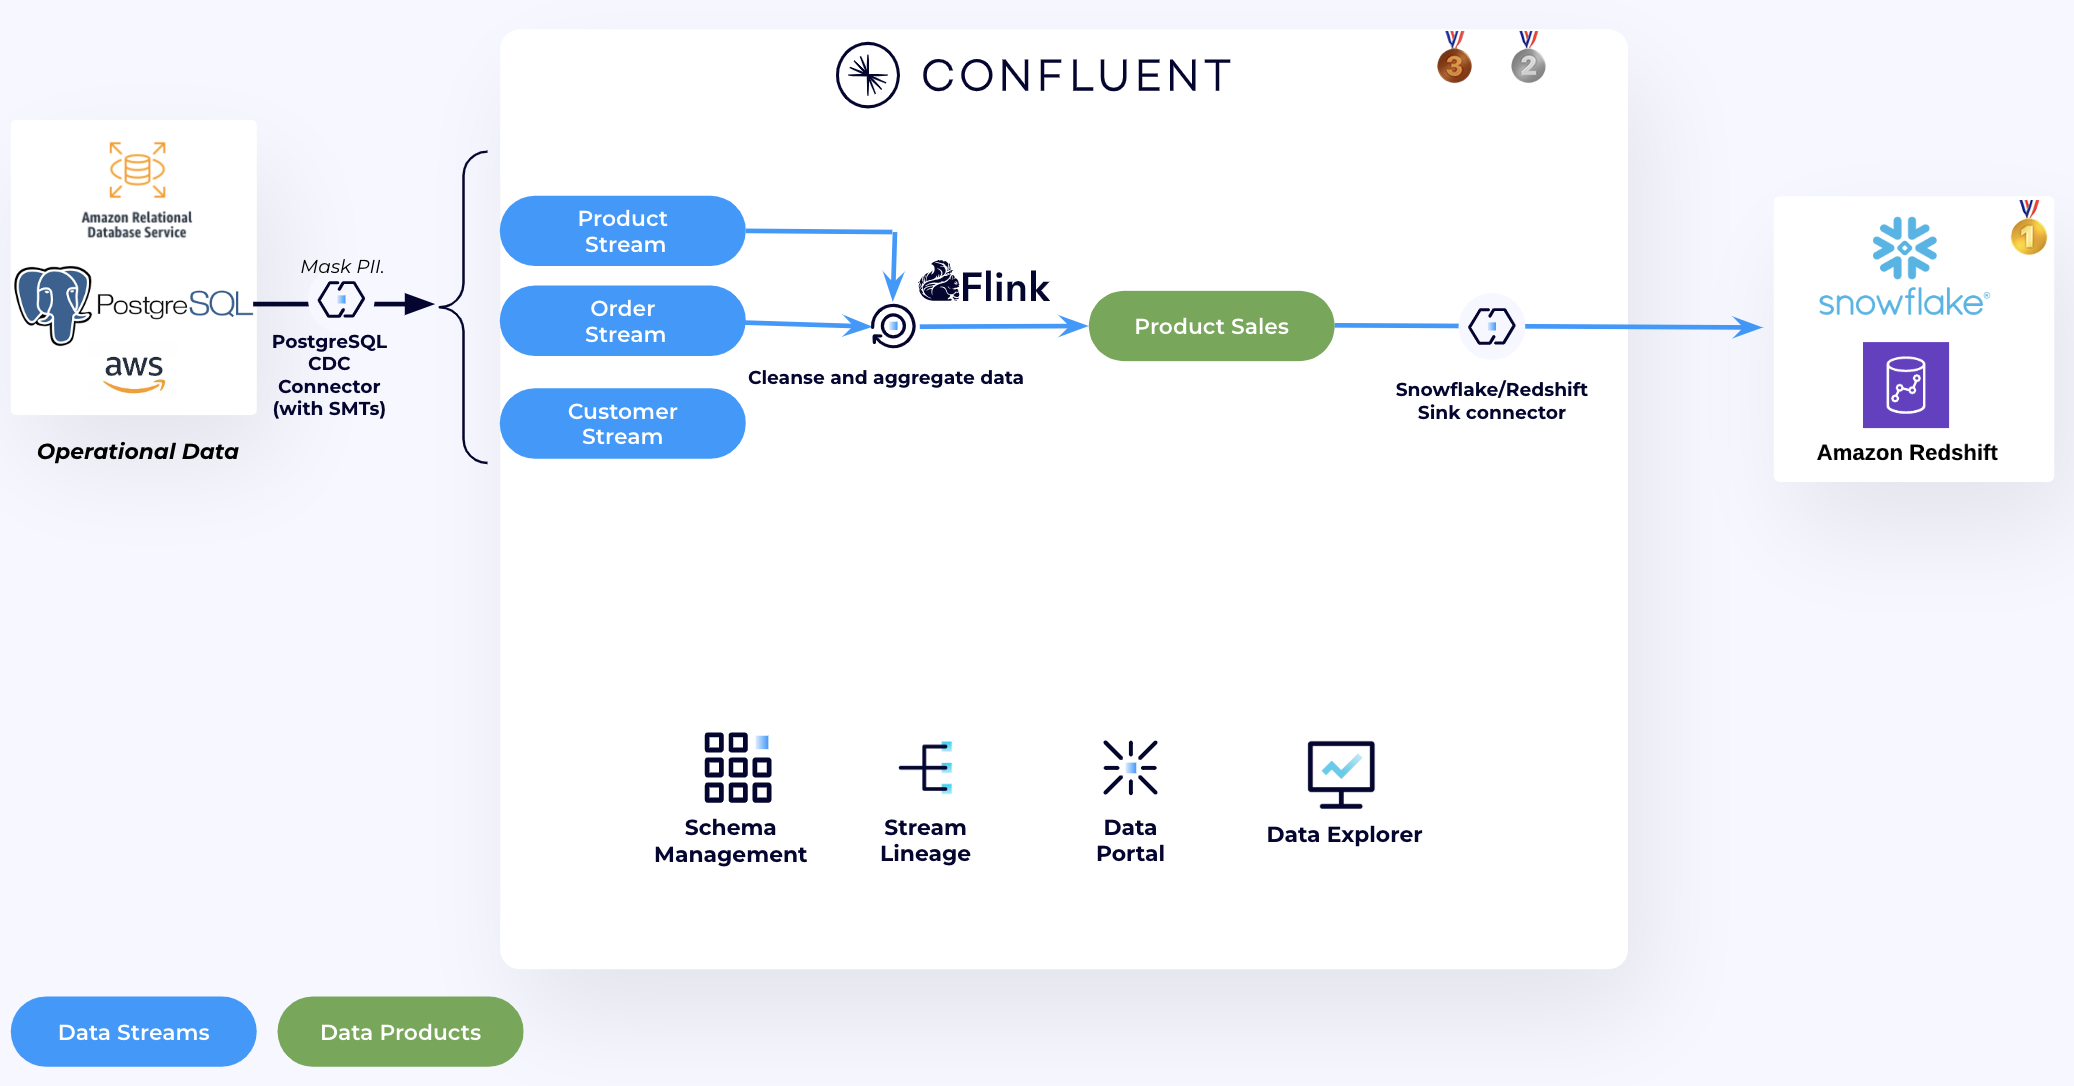 CONFLUENT
3
2
Amazon Relational
Database Service
PostgreSQL
aws
Operational Data
Mask PII.
PostgreSQL
CDC
Connector
(with SMTs)
Product
Stream
Order
Stream
Customer
Stream
Flink
Cleanse and aggregate data
Product Sales
Snowflake/Redshift
Sink connector
1
snowflake®
Amazon Redshift
Schema
Management
Stream
Lineage
Data
Portal
Data Explorer
Data Streams
Data Products